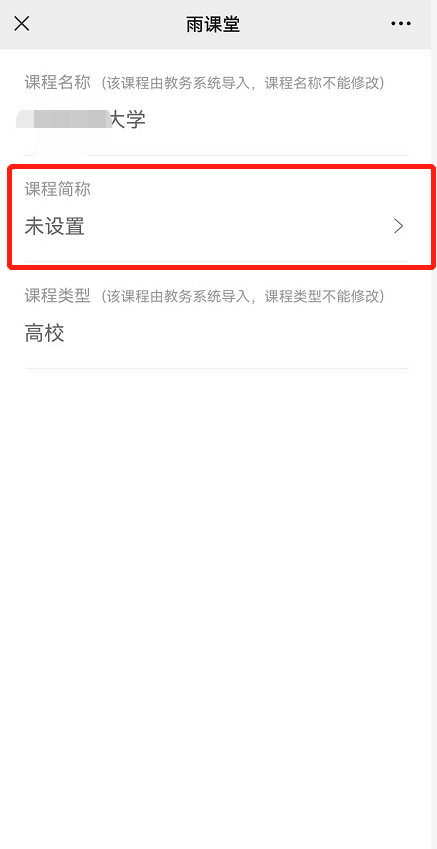 雨课堂
课程名称（该课程由教务系统导入，课程名称不能修改）
大学
课程简称
未设置
课程类型（该课程由教务系统导入，课程类型不能修改）
高校